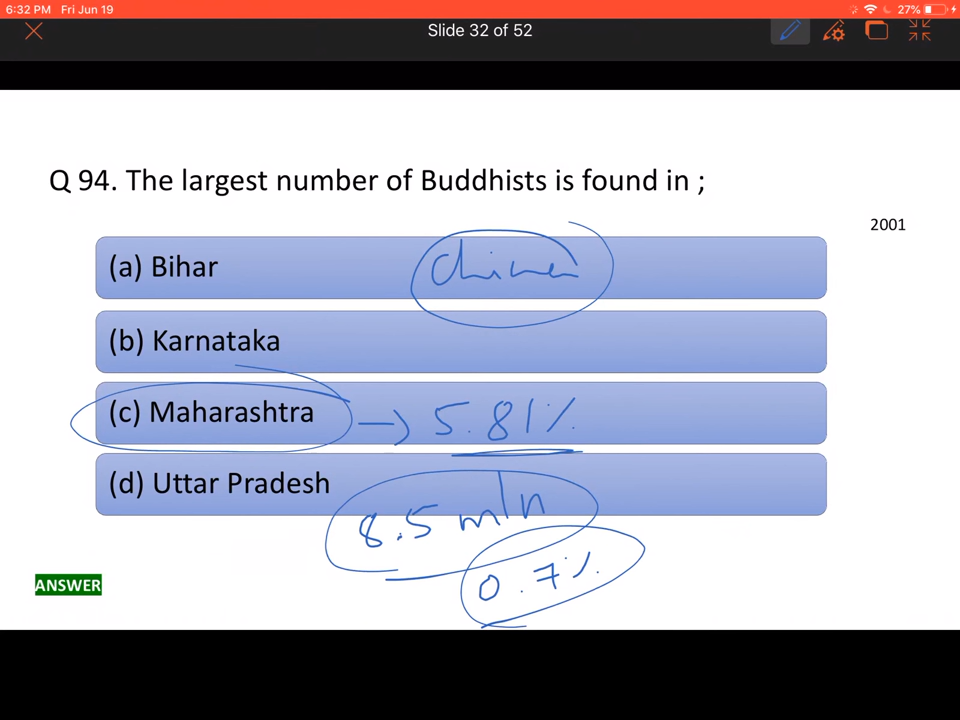 6:32 PM Fri Jun 19
27%
Slide 32 of 52
Q 94. The largest number of Buddhists is found in ;
2001
(a) Bihar
(b) Karnataka
(c) Maharashtra → 5.81%
(d) Uttar Pradesh
8.5 mln
0.7%
ANSWER